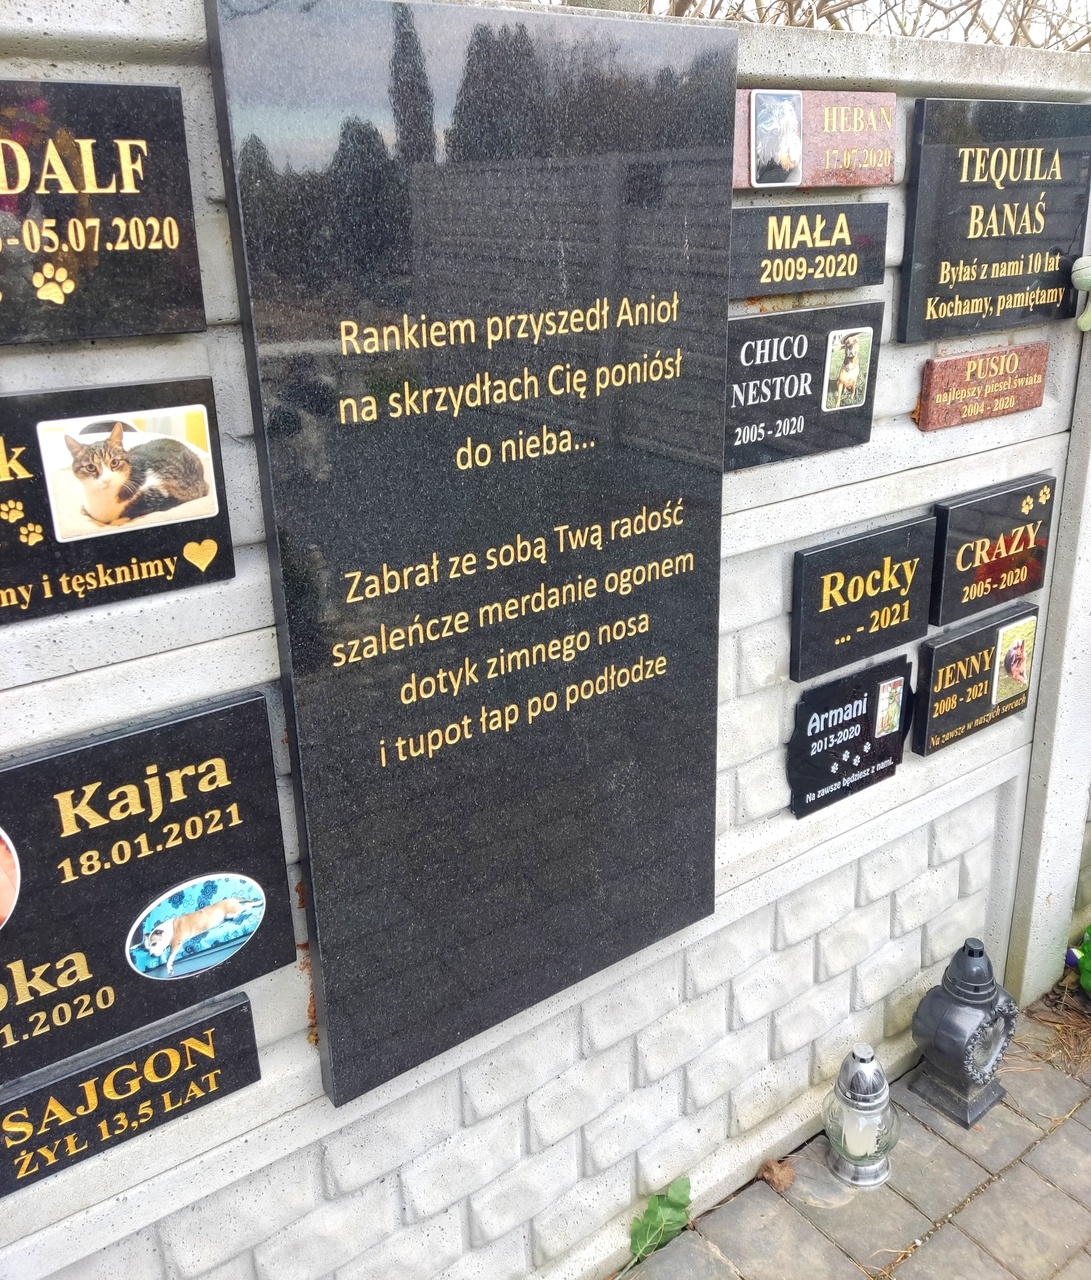 DALF
-05.07.2020
k
my i tęsknimy
Kajra
18.01.2021
1.2020
SAJGON
ŻYŁ 13,5 LAT
Rankiem przyszedł Anioł
na skrzydłach Cię poniósł
do nieba...
Zabrał ze sobą Twą radość
szaleńcze merdanie ogonem
dotyk zimnego nosa
i tupot łap po podłodze
HEBAN
17.07.2020
MAŁA
2009-2020
CHICO
NESTOR
2005-2020
TEQUILA
BANAŚ
Byłaś z nami 10 lat
Kochamy, pamiętamy
PUSIO
najlepszy piesel świata
2004-2020
Rocky
... - 2021
CRAZY
2005-2020
Armani
2013-2020
Na zawsze będziesz z nami.
JENNY
2008-2021
Na zawsze w naszych sercach